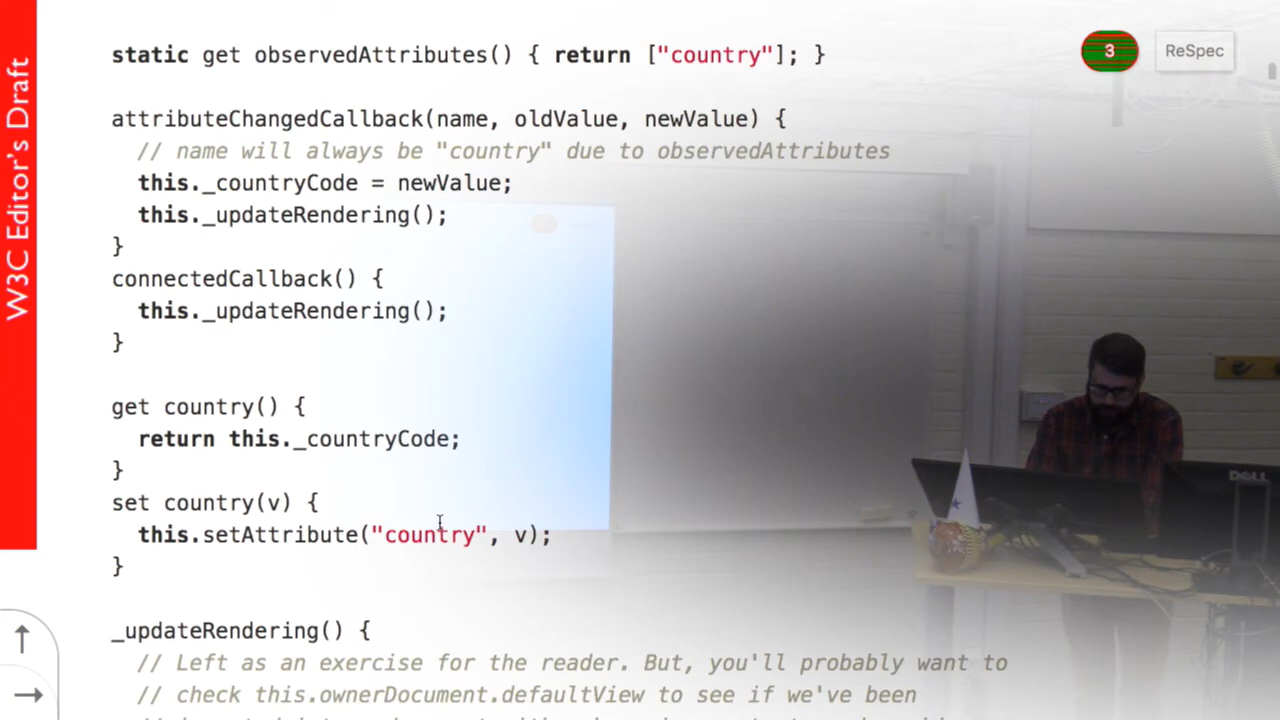 W3C Editor's Draft
static get observedAttributes() { return ["country"]; }
3
ReSpec
attributeChangedCallback(name, oldValue, newValue) {
// name will always be "country" due to observedAttributes
this._countryCode = newValue;
this._updateRendering();
}
connectedCallback() {
this._updateRendering();
}
get country() {
return this._countryCode;
}
set country(v) {
this.setAttribute("country", v);
}
_updateRendering() {
// Left as an exercise for the reader. But, you'll probably want to
// check this.ownerDocument.defaultView to see if we've been
DELL
↑
→